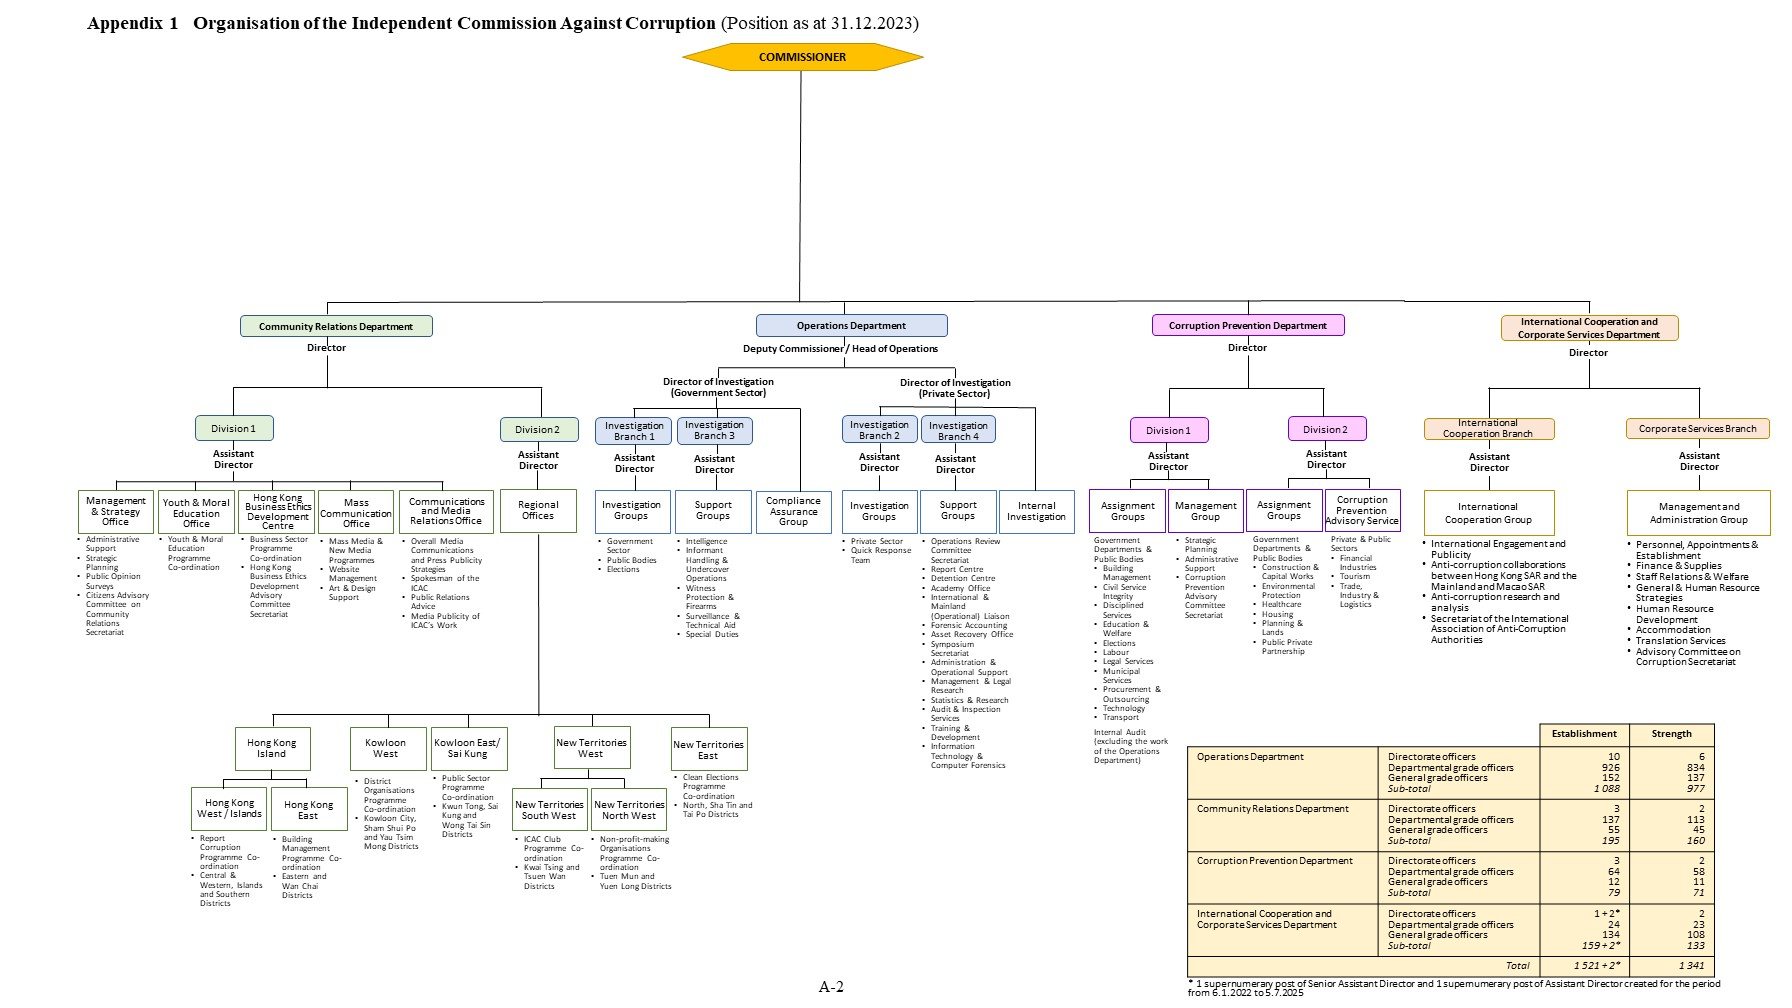 Appendix 1 Organisation of the Independent Commission Against Corruption (Position as at 31.12.2023)
COMMISSIONER
Community Relations Department
Director
Division 1
Assistant
Director
Management
& Strategy
Office
• Administrative
Support
• Strategic
Planning
• Public Opinion
Surveys
• Citizens Advisory
Committee on
Community
Relations
Secretariat
Youth & Moral
Education
Office
• Youth & Moral
Education
Programme
Co-ordination
Hong Kong
Business Ethics
Development
Centre
• Business Sector
Programme
Co-ordination
• Hong Kong
Business Ethics
Development
Advisory
Committee
Secretariat
Mass
Communication
Office
• Mass Media &
New Media
Programmes
• Website
Management
• Art & Design
Support
Communications
and Media
Relations Office
• Overall Media
Communications
and Press Publicity
Strategies
• Spokesman of the
ICAC
• Public Relations
Advice
• Media Publicity of
ICAC's Work
Division 2
Assistant
Director
Regional
Offices
Hong Kong
Island
Hong Kong
West / Islands
• Report
Corruption
Programme Co-
ordination
• Central &
Western, Islands
and Southern
Districts
Hong Kong
East
• Building
Management
Programme Co-
ordination
• Eastern and
Wan Chai
Districts
Kowloon
West
• District
Organisations
Programme
Co-ordination
• Kowloon City,
Sham Shui Po
and Yau Tsim
Mong Districts
Kowloon East/
Sai Kung
• Public Sector
Programme
Co-ordination
• Kwun Tong, Sai
Kung and
Wong Tai Sin
Districts
New Territories
West
New Territories
South West
• ICAC Club
Programme Co-
ordination
• Kwai Tsing and
Tsuen Wan
Districts
New Territories
North West
• Non-profit-making
Organisations
Programme Co-
ordination
• Tuen Mun and
Yuen Long Districts
New Territories
East
• Clean Elections
Programme
Co-ordination
• North, Sha Tin and
Tai Po Districts
Operations Department
Deputy Commissioner / Head of Operations
Director of Investigation
(Government Sector)
Investigation
Branch 1
Assistant
Director
Investigation
Groups
• Government
Sector
• Public Bodies
• Elections
Investigation
Branch 3
Assistant
Director
Support
Groups
• Intelligence
• Informant
Handling &
Undercover
Operations
• Witness
Protection &
Firearms
• Surveillance &
Technical Aid
• Special Duties
Compliance
Assurance
Group
Director of Investigation
(Private Sector)
Investigation
Branch 2
Assistant
Director
Investigation
Groups
• Private Sector
• Quick Response
Team
Investigation
Branch 4
Assistant
Director
Support
Groups
• Operations Review
Committee
Secretariat
• Report Centre
• Detention Centre
• Academy Office
• International &
Mainland
(Operational) Liaison
• Forensic Accounting
• Asset Recovery Office
• Symposium
Secretariat
• Administration &
Operational Support
• Management & Legal
Research
• Statistics & Research
• Audit & Inspection
Services
• Training &
Development
• Information
Technology &
Computer Forensics
Internal
Investigation
Corruption Prevention Department
Director
Division 1
Assistant
Director
Assignment
Groups
Government
Departments &
Public Bodies
• Building
Management
• Civil Service
Integrity
• Disciplined
Services
• Education &
Welfare
• Elections
• Labour
• Legal Services
• Municipal
Services
• Procurement &
Outsourcing
• Technology
• Transport
Internal Audit
(excluding the work
of the Operations
Department)
Management
Group
• Strategic
Planning
• Administrative
Support
• Corruption
Prevention
Advisory
Committee
Secretariat
Division 2
Assistant
Director
Assignment
Groups
Government
Departments &
Public Bodies
• Construction &
Capital Works
• Environmental
Protection
• Healthcare
• Housing
• Planning &
Lands
• Public Private
Partnership
Corruption
Prevention
Advisory Service
Private & Public
Sectors
• Financial
Industries
• Tourism
• Trade,
Industry &
Logistics
International Cooperation and
Corporate Services Department
Director
International
Cooperation Branch
Assistant
Director
International
Cooperation Group
• International Engagement and
Publicity
• Anti-corruption collaborations
between Hong Kong SAR and the
Mainland and Macao SAR
• Anti-corruption research and
analysis
• Secretariat of the International
Association of Anti-Corruption
Authorities
Corporate Services Branch
Assistant
Director
Management and
Administration Group
• Personnel, Appointments &
Establishment
• Finance & Supplies
• Staff Relations & Welfare
• General & Human Resource
Strategies
• Human Resource
Development
• Accommodation
• Translation Services
• Advisory Committee on
Corruption Secretariat
Establishment Strength
Operations Department Directorate officers 10 6
Departmental grade officers 926 834
General grade officers 152 137
Sub-total 1 088 977
Community Relations Department Directorate officers 3 2
Departmental grade officers 137 113
General grade officers 55 45
Sub-total 195 160
Corruption Prevention Department Directorate officers 3 2
Departmental grade officers 64 58
General grade officers 12 11
Sub-total 79 71
International Cooperation and Directorate officers 1 + 2* 2
Corporate Services Department Departmental grade officers 24 23
General grade officers 134 108
Sub-total 159 + 2* 133
Total 1 521 + 2* 1 341
* 1 supernumerary post of Senior Assistant Director and 1 supernumerary post of Assistant Director created for the period
from 6.1.2022 to 5.7.2025
A-2